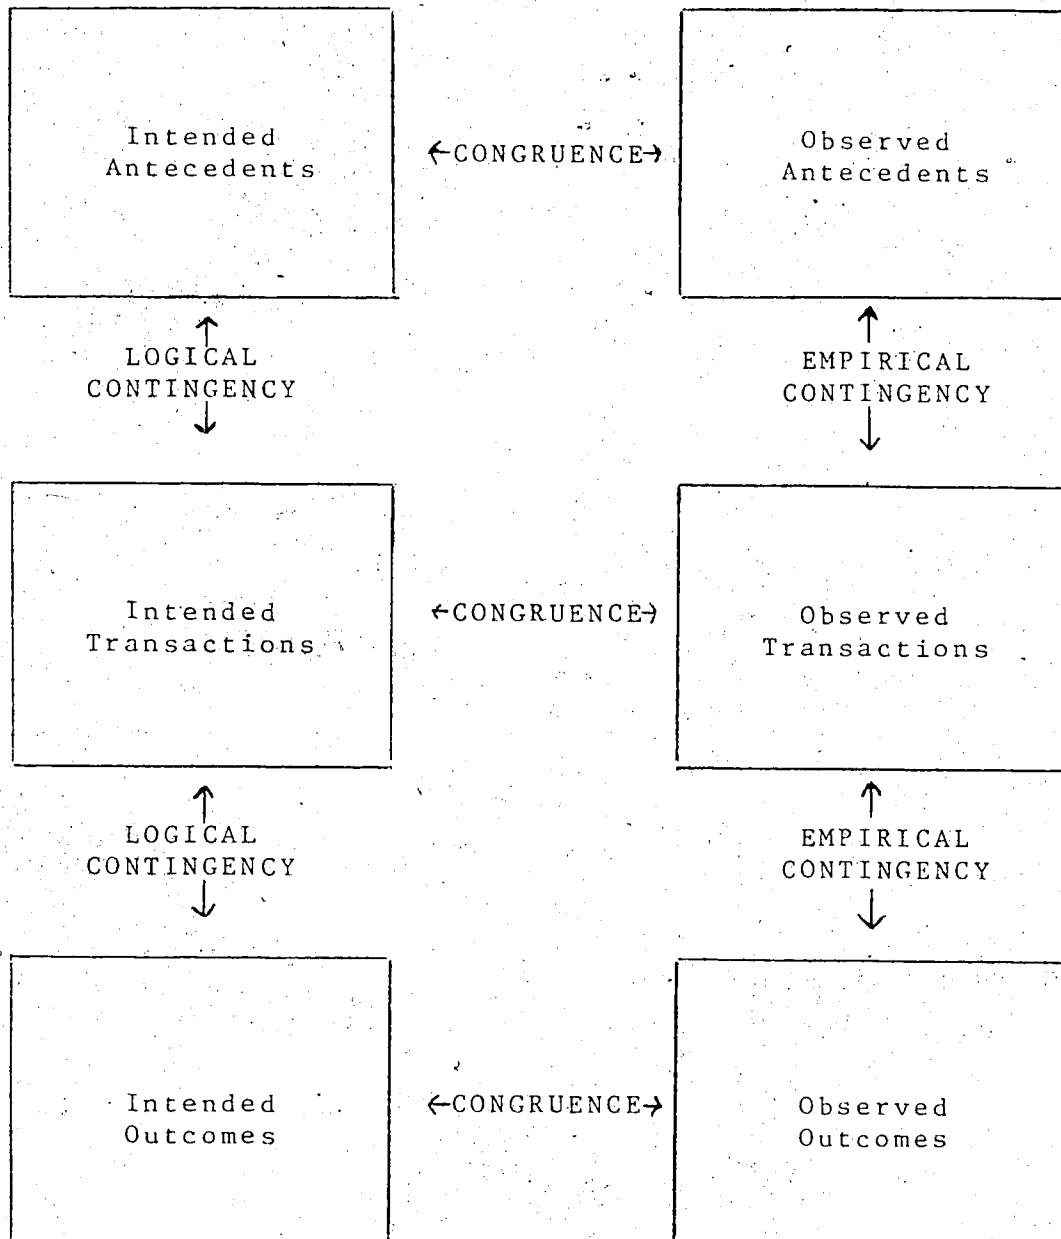 Intended
Antecedents
←CONGRUENCE→
Observed
Antecedents
LOGICAL
CONTINGENCY
EMPIRICAL
CONTINGENCY
Intended
Transactions
←CONGRUENCE→
Observed
Transactions
LOGICAL
CONTINGENCY
EMPIRICAL
CONTINGENCY
Intended
Outcomes
←CONGRUENCE→
Observed
Outcomes